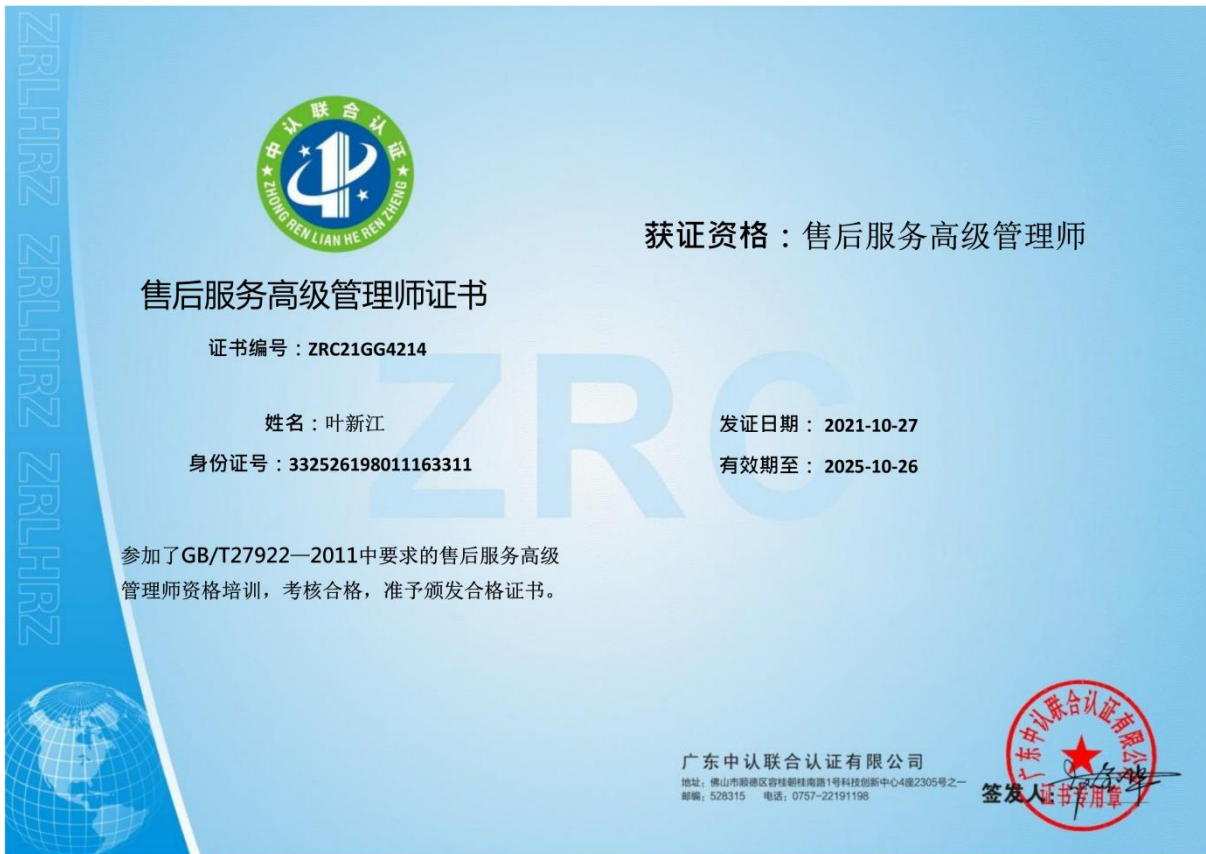 ZRLHRZ ZRLHRZ ZRLHRZ ZRLHRZ ZRLHRZ
中认联合认证
ZHONG REN LIAN HE REN ZHENG
获证资格：售后服务高级管理师
售后服务高级管理师证书
证书编号：ZRC21GG4214
ZRC
姓名：叶新江
发证日期： 2021-10-27
身份证号：332526198011163311
有效期至： 2025-10-26
参加了GB/T27922—2011中要求的售后服务高级
管理师资格培训，考核合格，准予颁发合格证书。
广东中认联合认证有限公司
地址：佛山市顺德区容桂朝桂南路1号科技创新中心4座2305号之一
邮编：528315 电话：0757-22191198
签发人：
广东中认联合认证有限公司
证书专用章